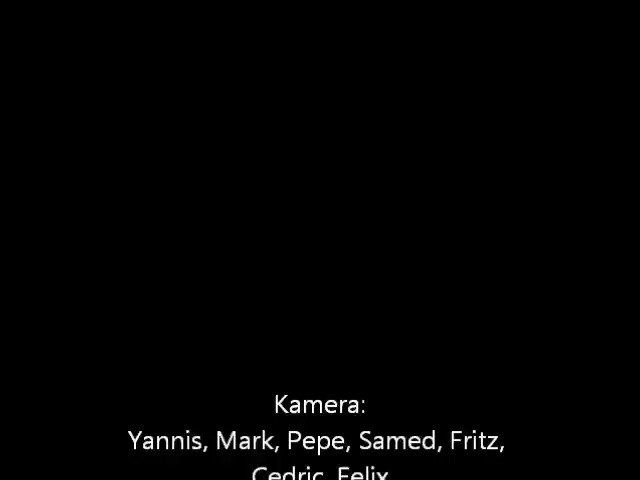 Kamera:
Yannis, Mark, Pepe, Samed, Fritz,
Cedric, Felix